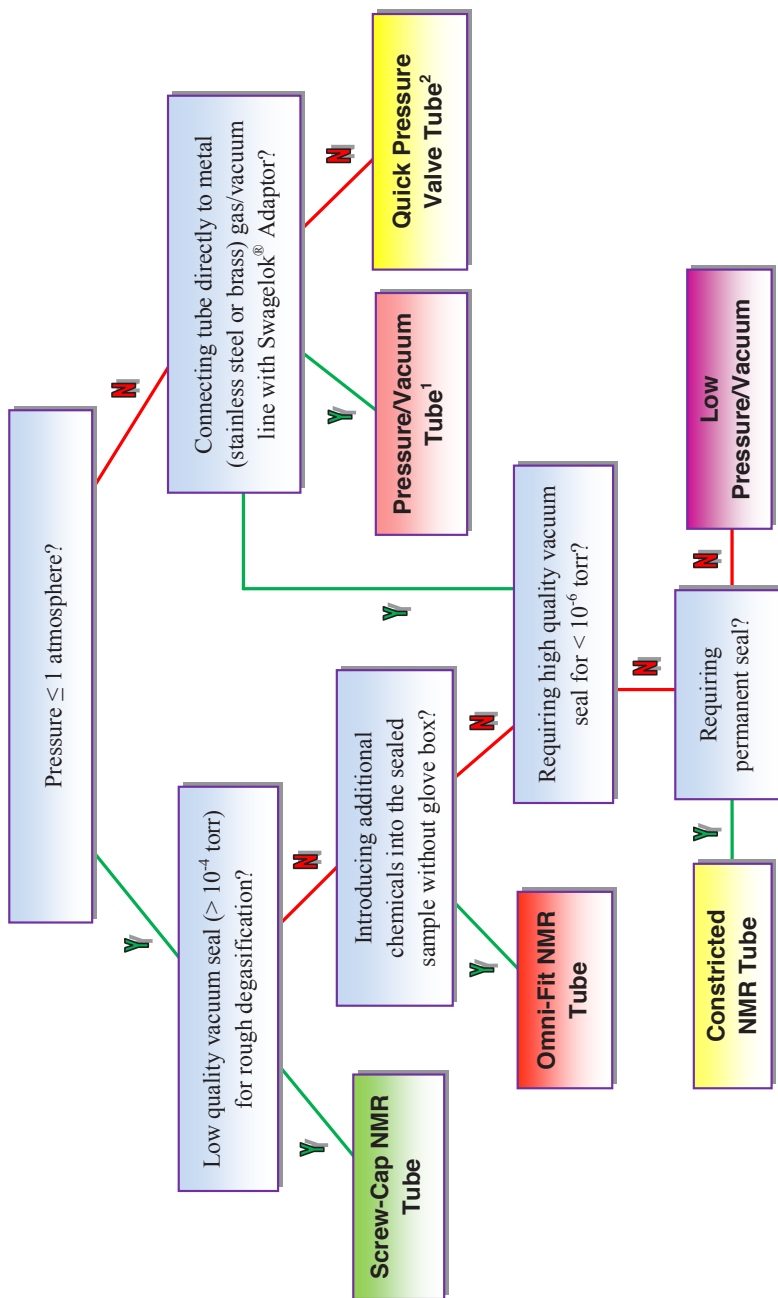 Pressure ≤ 1 atmosphere?
Y
N
Low quality vacuum seal (> 10⁻⁴ torr)
for rough degasification?
Connecting tube directly to metal
(stainless steel or brass) gas/vacuum
line with Swagelok® Adaptor?
Y
N
Y
N
Screw-Cap NMR
Tube
Introducing additional
chemicals into the sealed
sample without glove box?
Y
Pressure/Vacuum
Tube¹
Quick Pressure
Valve Tube²
Y
N
Omni-Fit NMR
Tube
Requiring high quality vacuum
seal for < 10⁻⁶ torr?
N
Constricted
NMR Tube
Y
Requiring
permanent seal?
N
Low
Pressure/Vacuum